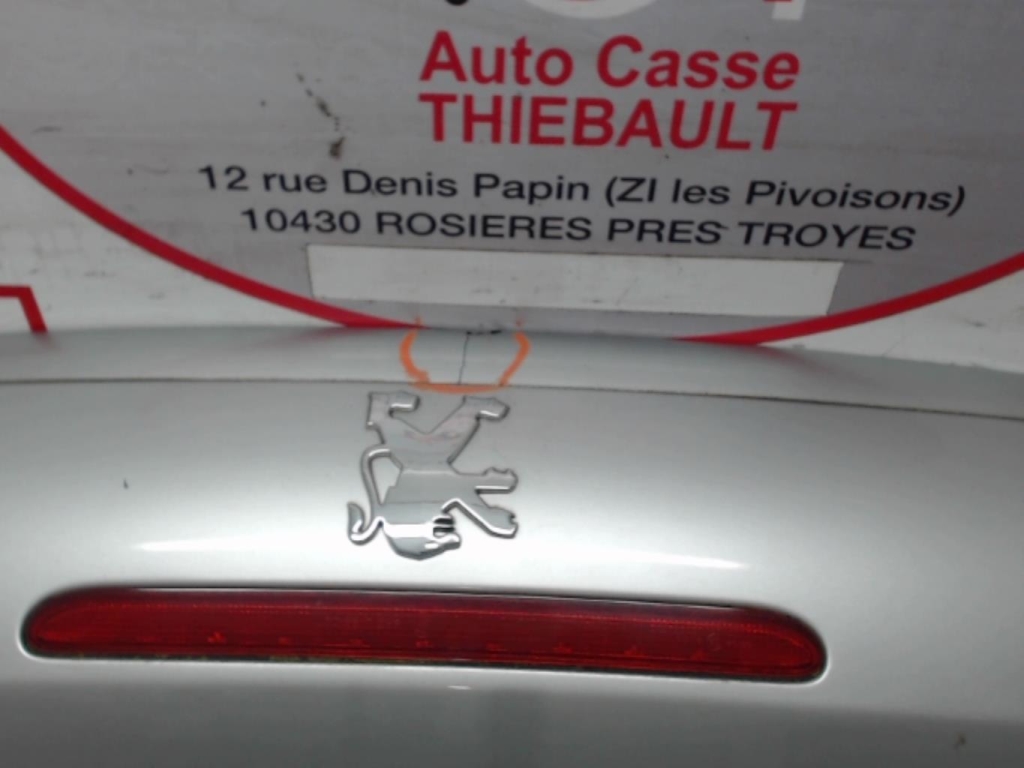 Auto Casse
THIEBAULT
12 rue Denis Papin (ZI les Pivoisons)
10430 ROSIERES PRES TROYES